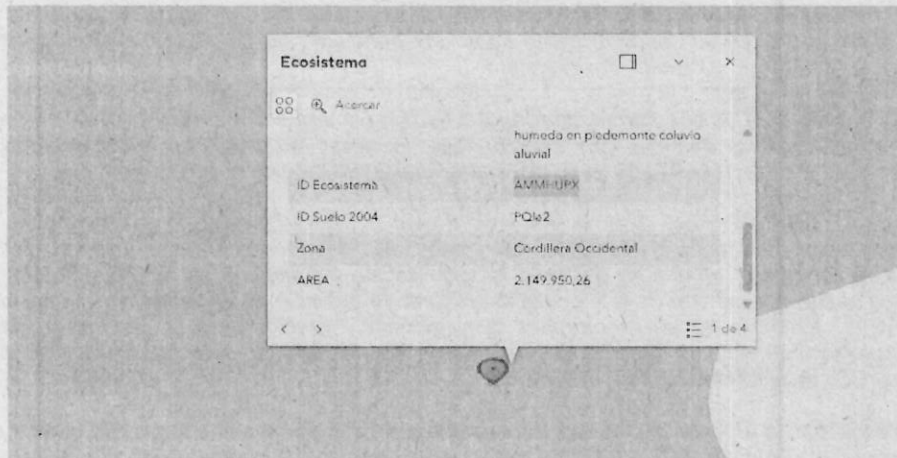 Ecosistema
Acercar
humedo en piedemonte coluvio
aluvial
ID Ecosistema AMMHUPX
ID Suelo 2004 PQle2
Zona Cordillera Occidental
AREA 2.149.950,26
1 de 4